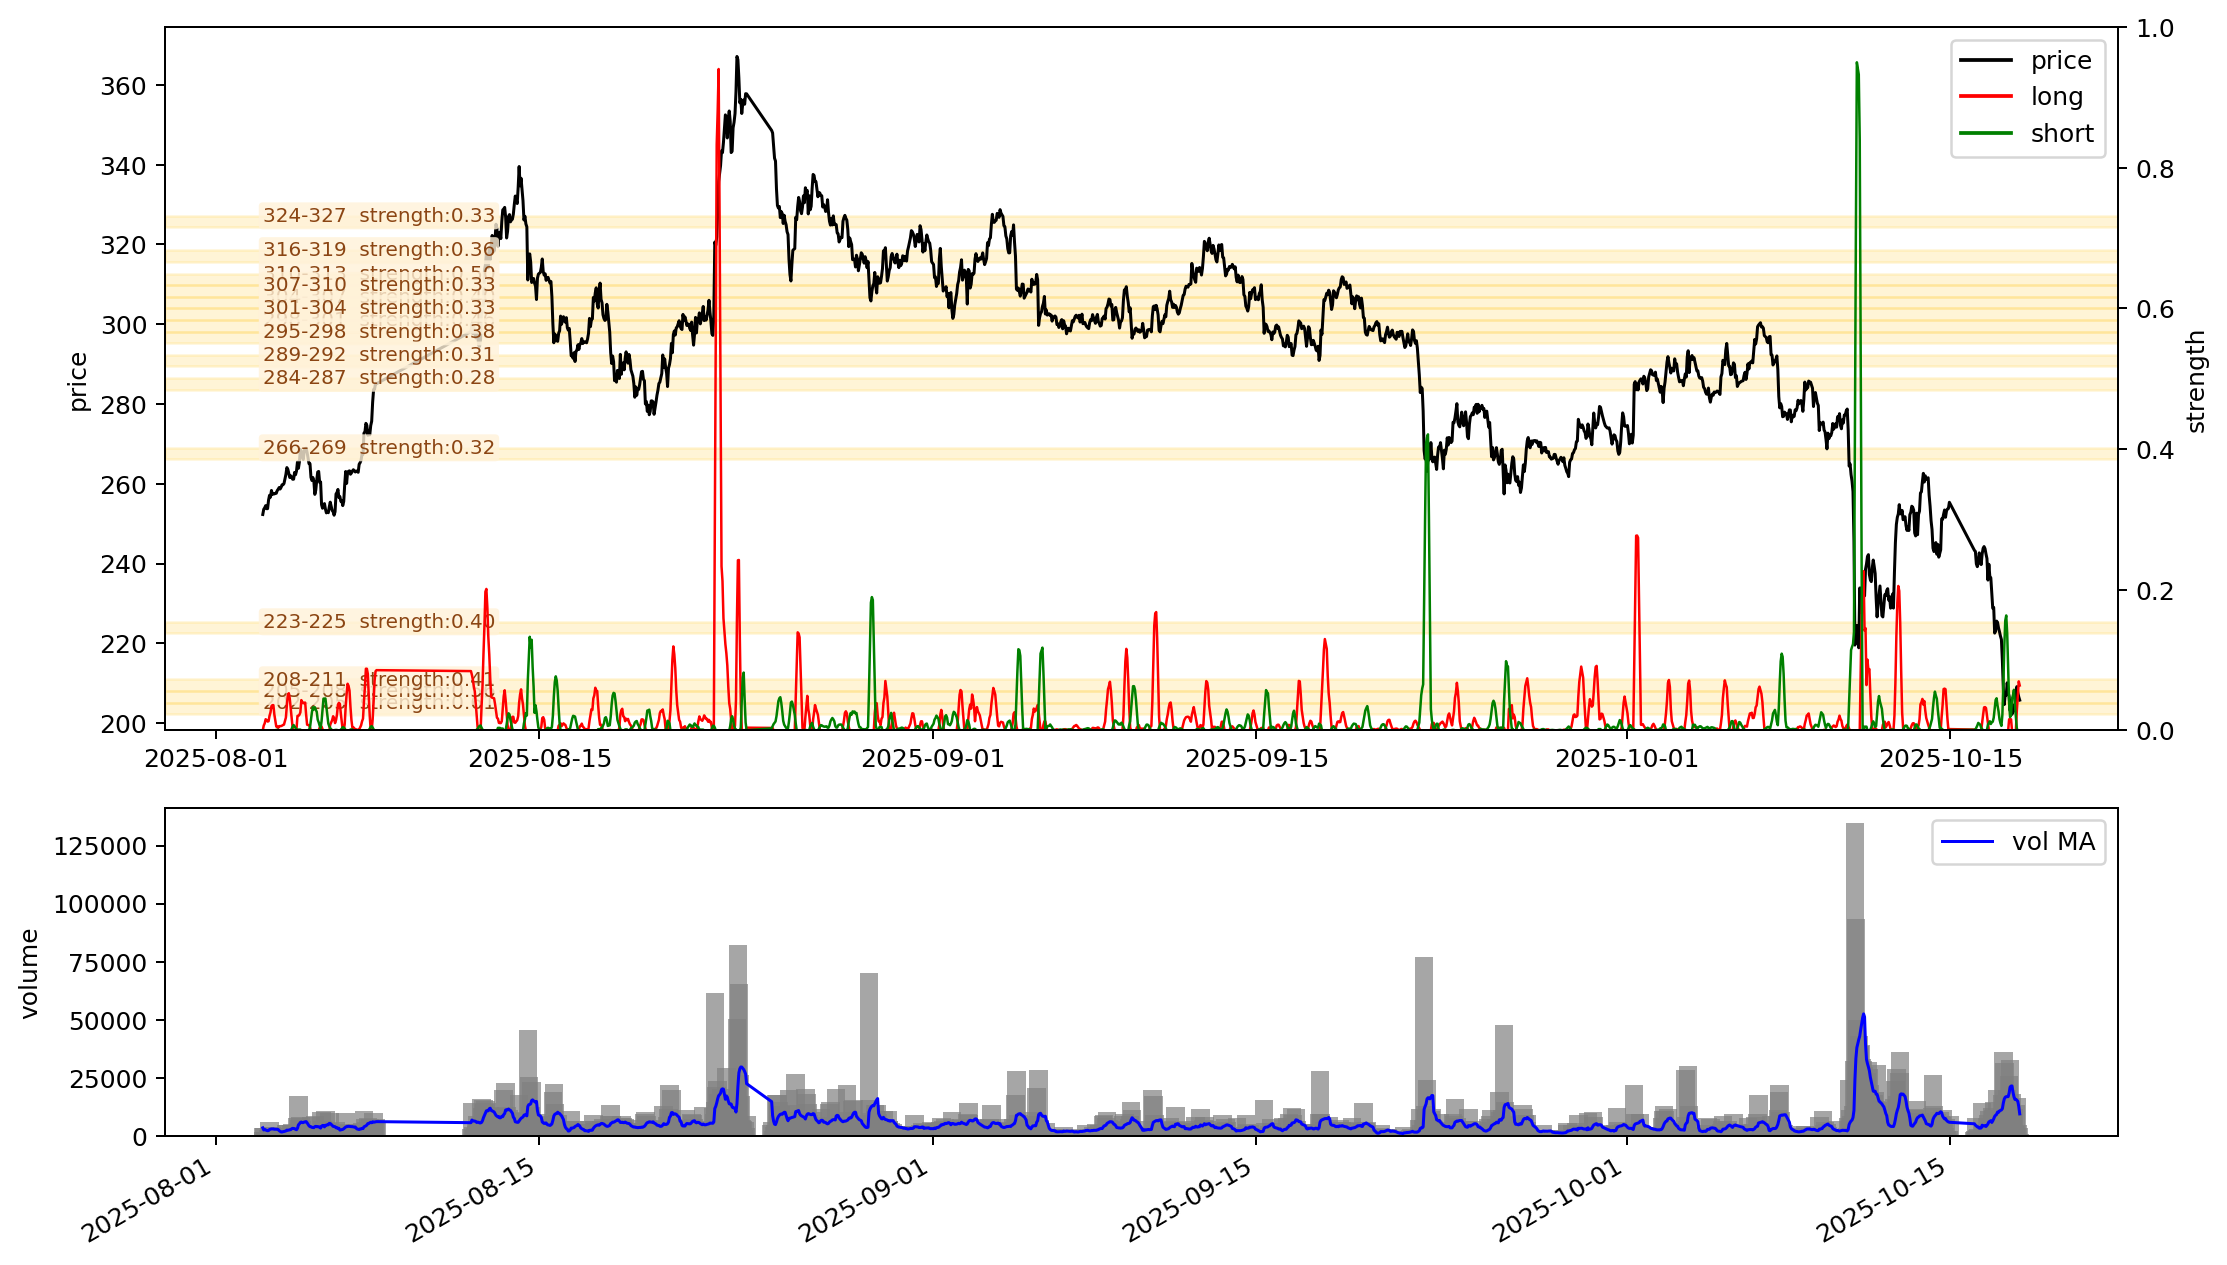 360
340
320
300
280
260
240
220
200
price
324-327 strength:0.33
316-319 strength:0.36
310-313 strength:0.50
307-310 strength:0.33
301-304 strength:0.33
295-298 strength:0.38
289-292 strength:0.31
284-287 strength:0.28
266-269 strength:0.32
223-225 strength:0.40
208-211 strength:0.41
price
long
short
1.0
0.8
0.6
0.4
0.2
0.0
strength
2025-08-01
2025-08-15
2025-09-01
2025-09-15
2025-10-01
2025-10-15
125000
100000
75000
50000
25000
0
volume
vol MA
2025-08-01
2025-08-15
2025-09-01
2025-09-15
2025-10-01
2025-10-15